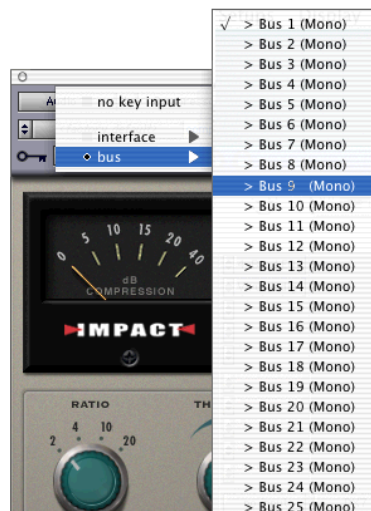 no key input
interface
bus
√ > Bus 1 (Mono)
> Bus 2 (Mono)
> Bus 3 (Mono)
> Bus 4 (Mono)
> Bus 5 (Mono)
> Bus 6 (Mono)
> Bus 7 (Mono)
> Bus 8 (Mono)
> Bus 9 (Mono)
> Bus 10 (Mono)
> Bus 11 (Mono)
> Bus 12 (Mono)
> Bus 13 (Mono)
> Bus 14 (Mono)
> Bus 15 (Mono)
> Bus 16 (Mono)
> Bus 17 (Mono)
> Bus 18 (Mono)
> Bus 19 (Mono)
> Bus 20 (Mono)
> Bus 21 (Mono)
> Bus 22 (Mono)
> Bus 23 (Mono)
> Bus 24 (Mono)
> Bus 25 (Mono)
0 5 10 15 20 40
dB
COMPRESSION
IMPACT
RATIO
2 4 10 20